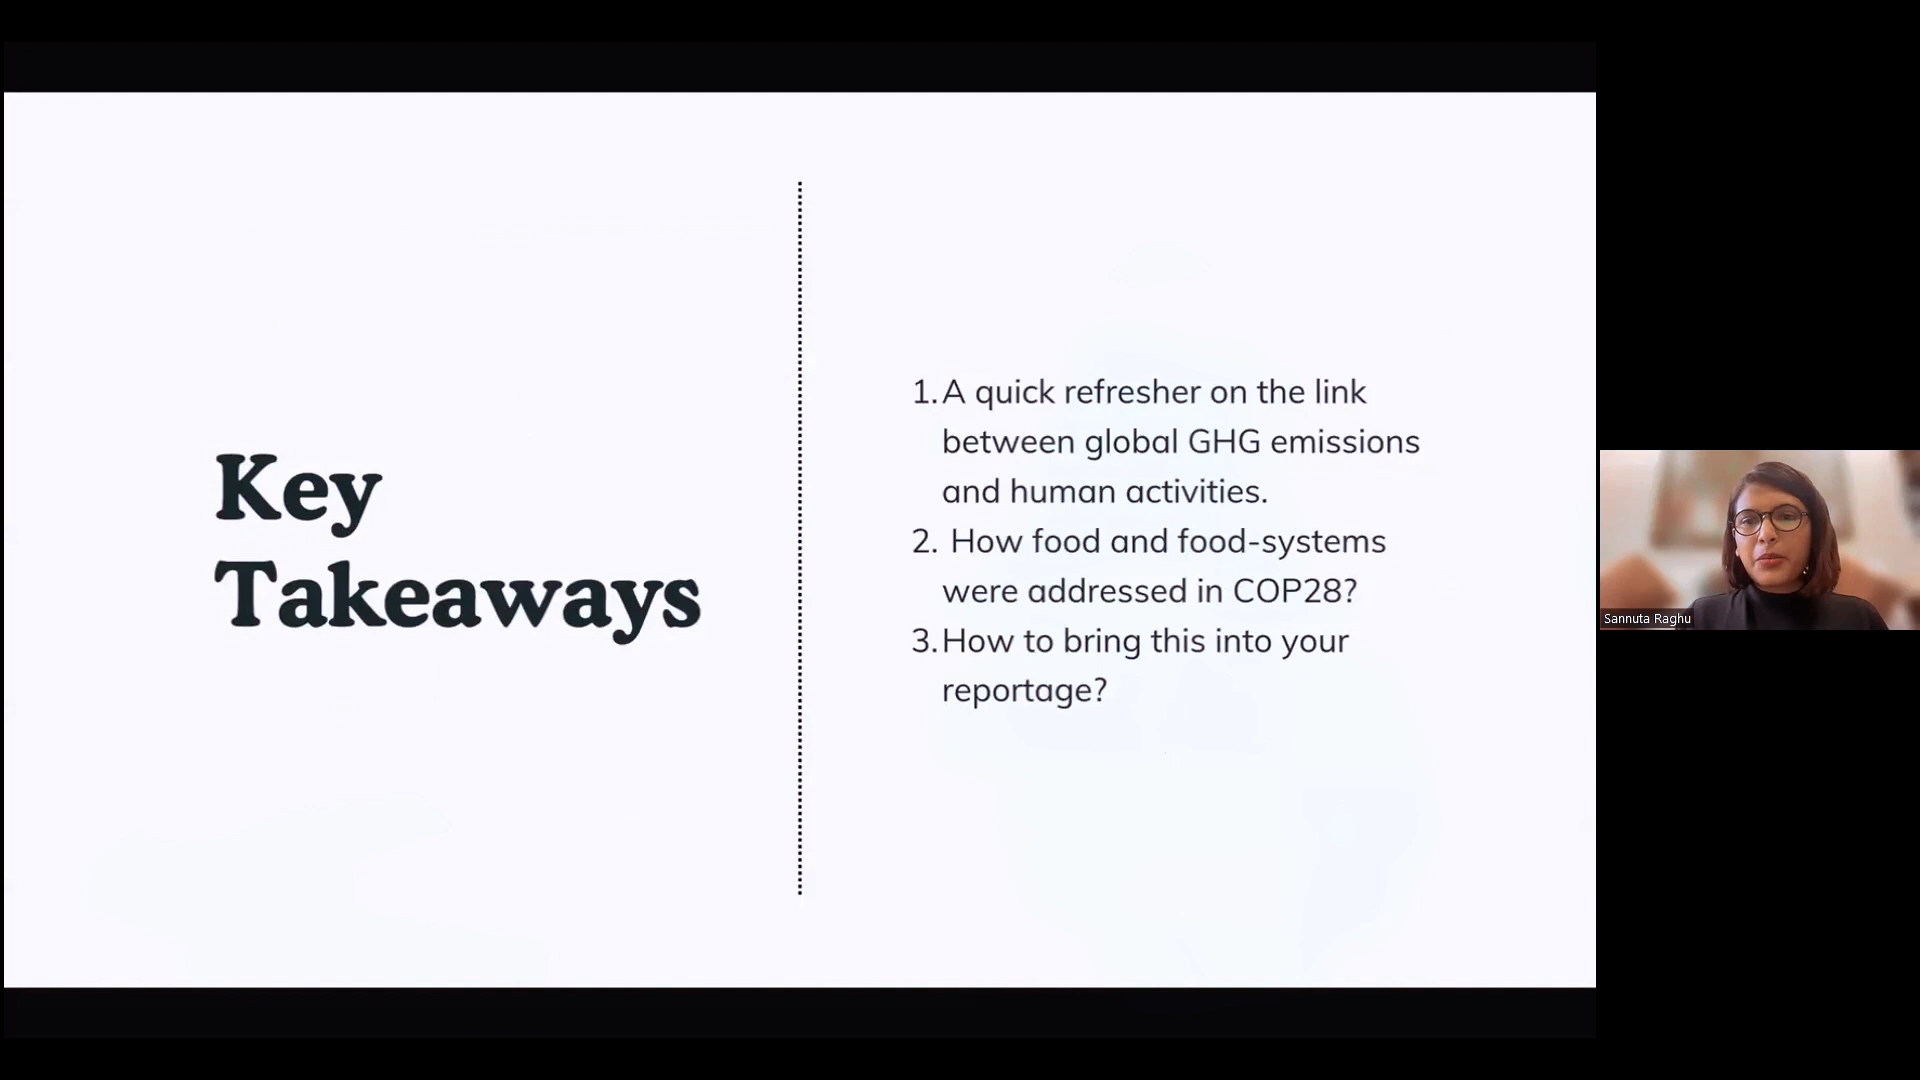 Key
Takeaways
1. A quick refresher on the link
between global GHG emissions
and human activities.
2. How food and food-systems
were addressed in COP28?
3. How to bring this into your
reportage?
Sannuta Raghu